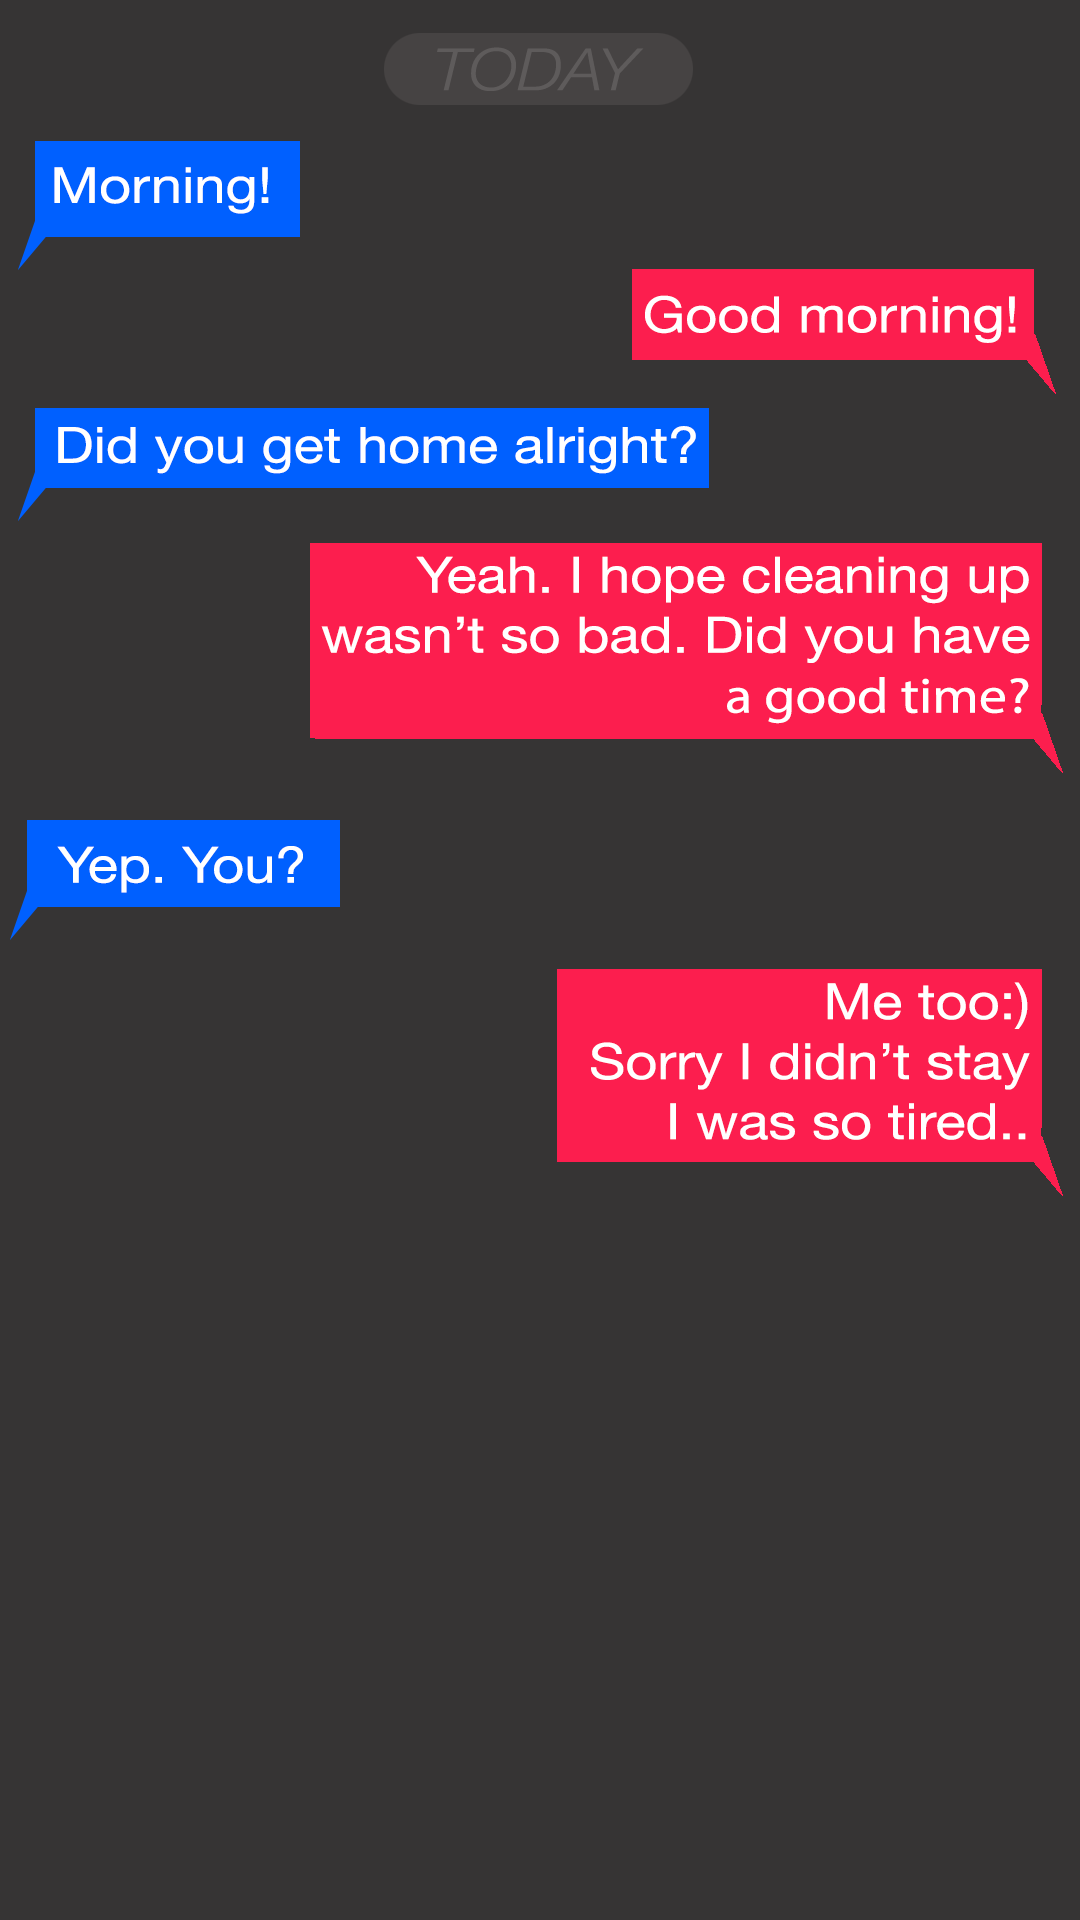 TODAY
Morning!
Good morning!
Did you get home alright?
Yeah. I hope cleaning up
wasn’t so bad. Did you have
a good time?
Yep. You?
Me too:)
Sorry I didn’t stay
I was so tired..